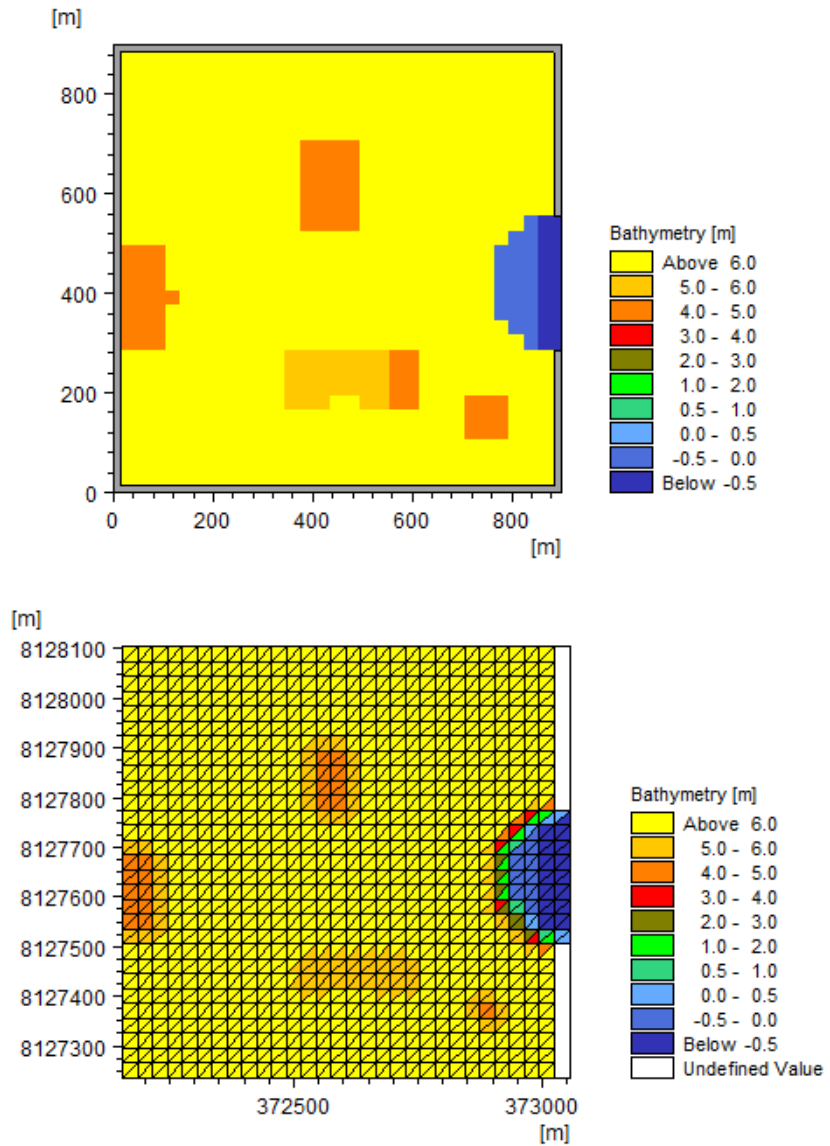 [m]
800
600
400
200
0
0 200 400 600 800
[m]
Bathymetry [m]
Above 6.0
5.0 - 6.0
4.0 - 5.0
3.0 - 4.0
2.0 - 3.0
1.0 - 2.0
0.5 - 1.0
0.0 - 0.5
-0.5 - 0.0
Below -0.5
[m]
8128100
8128000
8127900
8127800
8127700
8127600
8127500
8127400
8127300
372500 373000
[m]
Bathymetry [m]
Above 6.0
5.0 - 6.0
4.0 - 5.0
3.0 - 4.0
2.0 - 3.0
1.0 - 2.0
0.5 - 1.0
0.0 - 0.5
-0.5 - 0.0
Below -0.5
Undefined Value